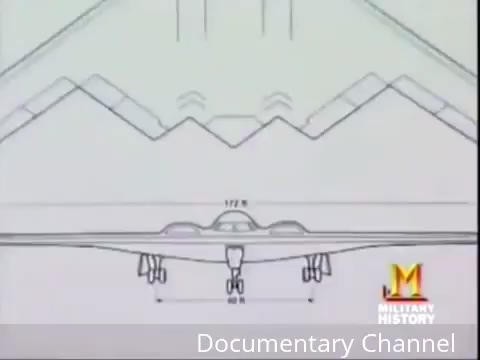 172 ft
40 ft
MILITARY
HISTORY
Documentary Channel